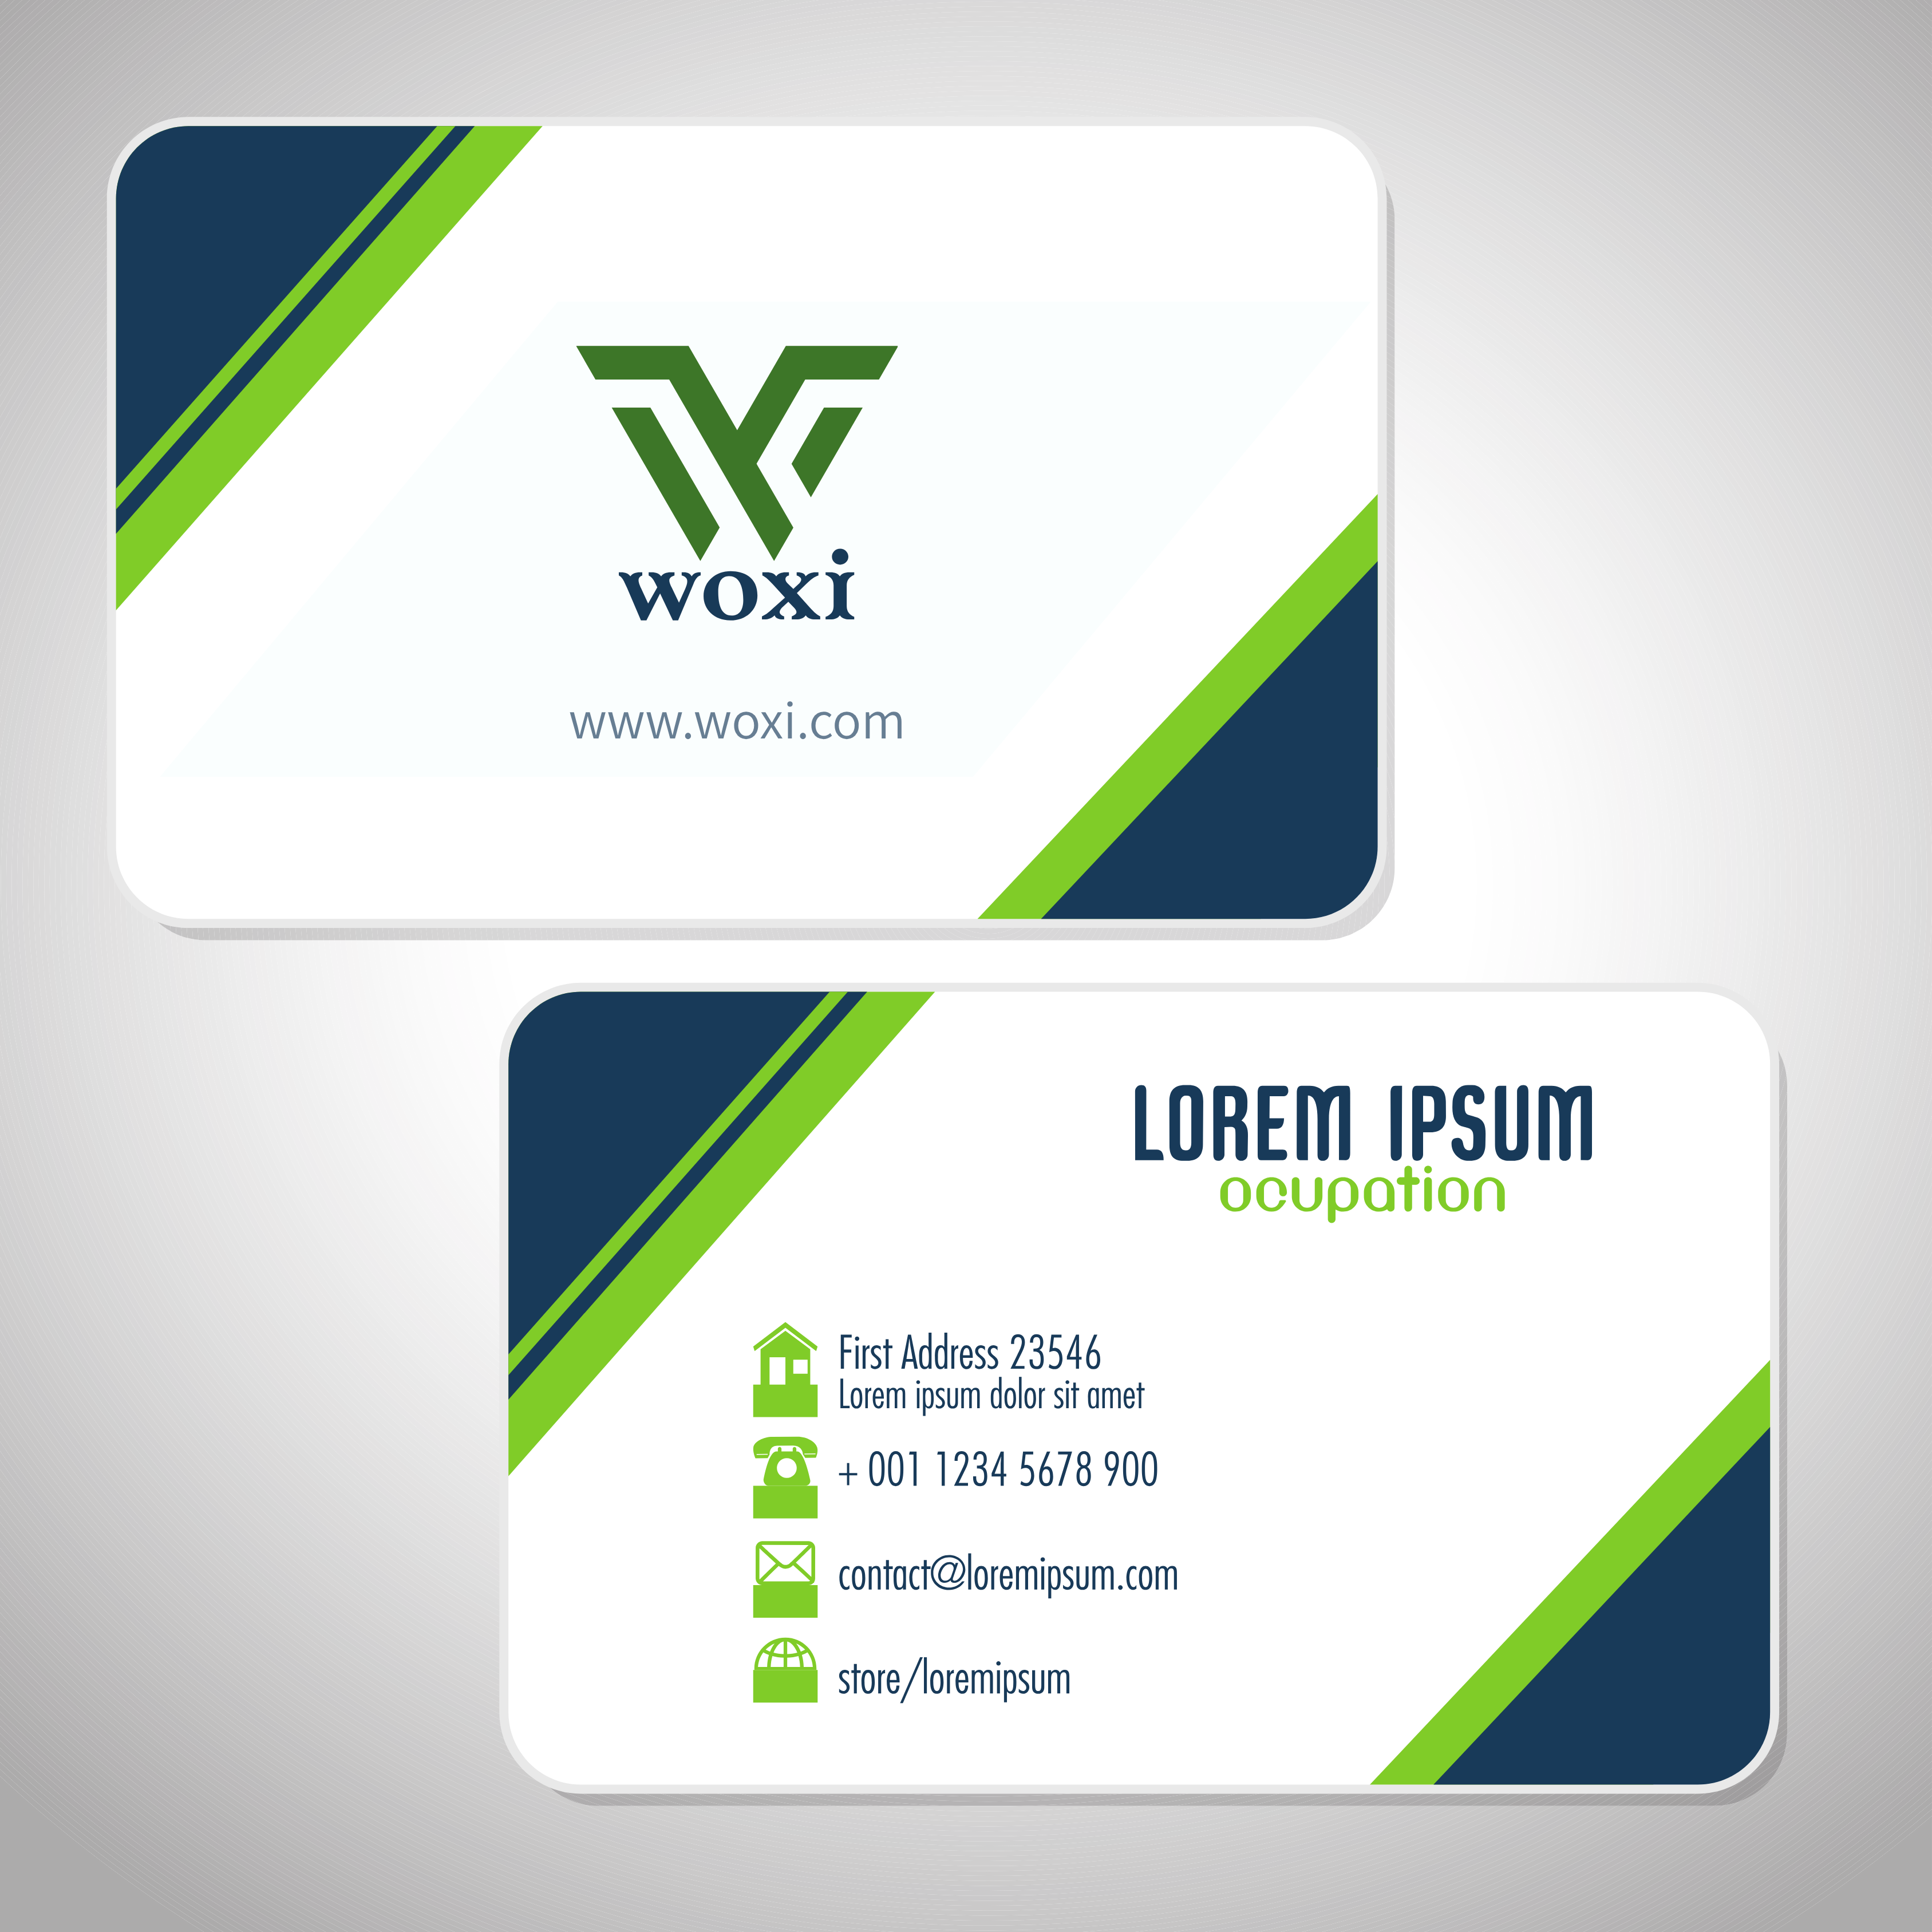 woxi
www.woxi.com
LOREM IPSUM
ocupation
First Address 23546
Lorem ipsum dolor sit amet
+ 001 1234 5678 900
contact@loremipsum.com
store/loremipsum